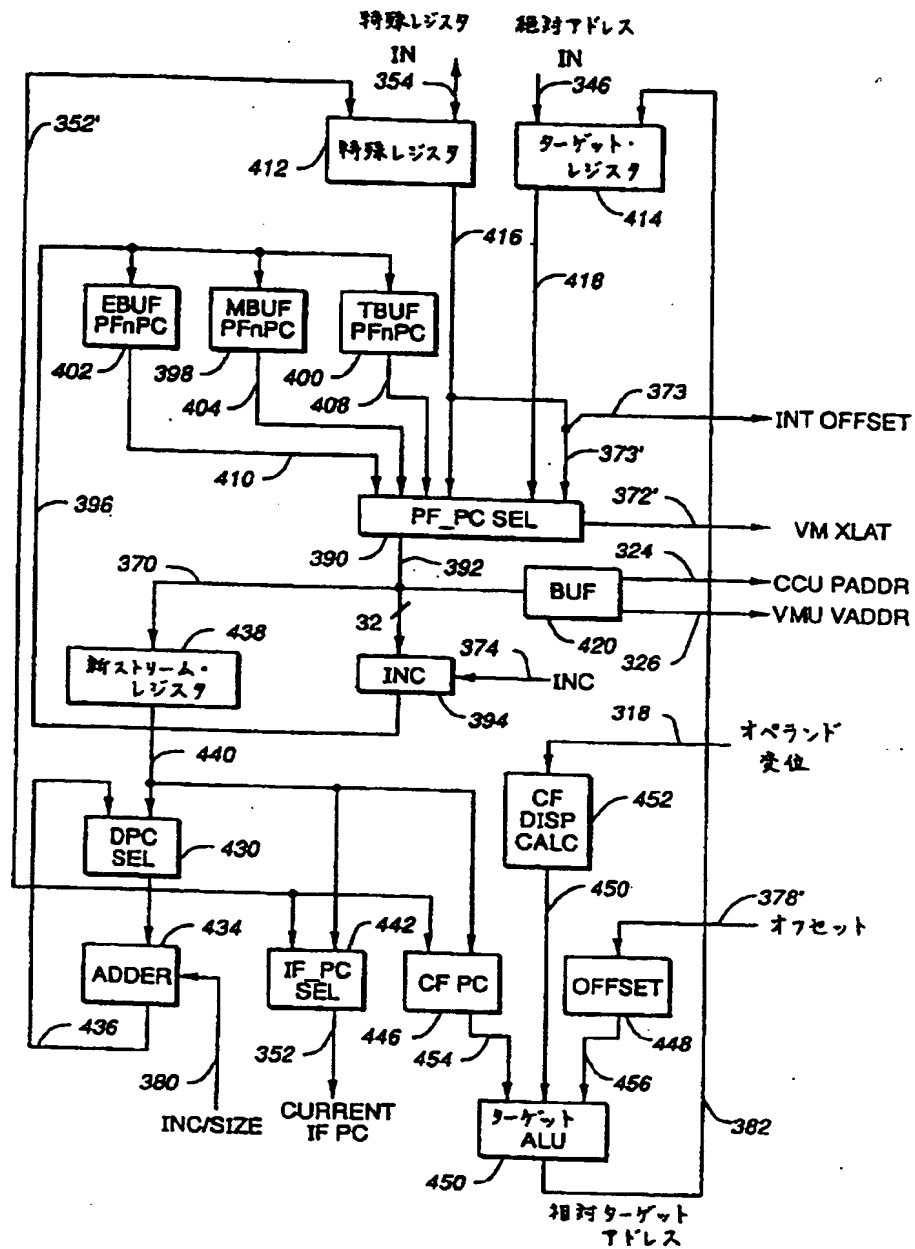 特殊レジスタ
IN
354
絶対アドレス
IN
346
352'
412
特殊レジスタ
ターゲット・
レジスタ
414
416
418
EBUF
PFnPC
MBUF
PFnPC
TBUF
PFnPC
402
398
400
404
408
373
INT OFFSET
373'
410
396
372'
PF_PC SEL
VM XLAT
390
392
324
370
BUF
CCU PADDR
VMU VADDR
32
420
326
438
374
新ストリーム・
レジスタ
INC
INC
394
318
オペランド
変位
440
CF
DISP
CALC
452
DPC
SEL
430
450
378'
オフセット
434
442
ADDER
IF_PC
SEL
CF PC
OFFSET
436
352
446
454
448
456
380
382
INC/SIZE
CURRENT
IF PC
ターゲット
ALU
450
相対ターゲット
アドレス